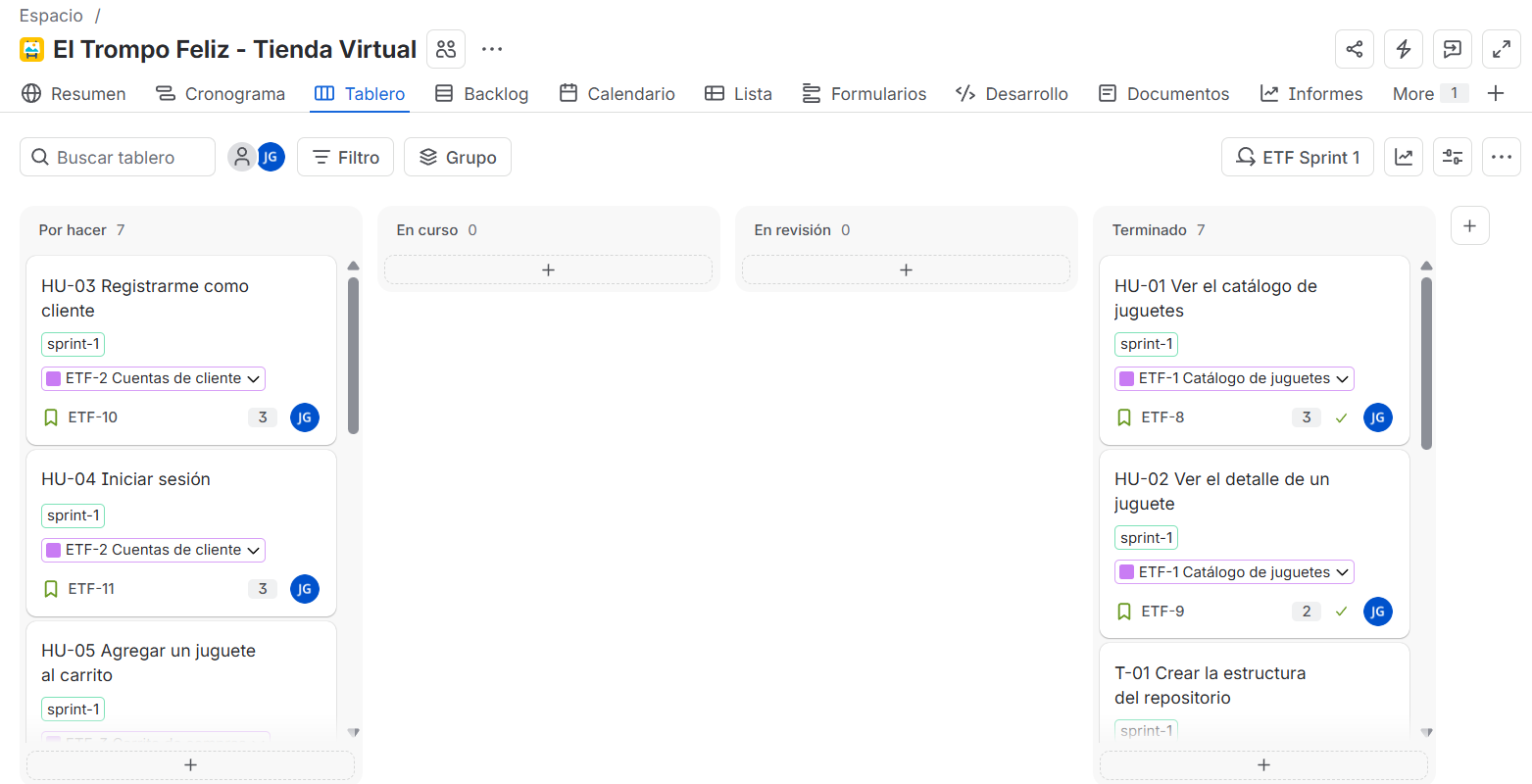 Espacio /
El Trompo Feliz - Tienda Virtual
Resumen Cronograma Tablero Backlog Calendario Lista Formularios Desarrollo Documentos Informes More 1
Buscar tablero JG Filtro Grupo ETF Sprint 1
Por hacer 7
HU-03 Registrarme como
cliente
sprint-1
ETF-2 Cuentas de cliente
ETF-10 3 JG
HU-04 Iniciar sesión
sprint-1
ETF-2 Cuentas de cliente
ETF-11 3 JG
HU-05 Agregar un juguete
al carrito
sprint-1
En curso 0
En revisión 0
Terminado 7
HU-01 Ver el catálogo de
juguetes
sprint-1
ETF-1 Catálogo de juguetes
ETF-8 3 JG
HU-02 Ver el detalle de un
juguete
sprint-1
ETF-1 Catálogo de juguetes
ETF-9 2 JG
T-01 Crear la estructura
del repositorio
sprint-1